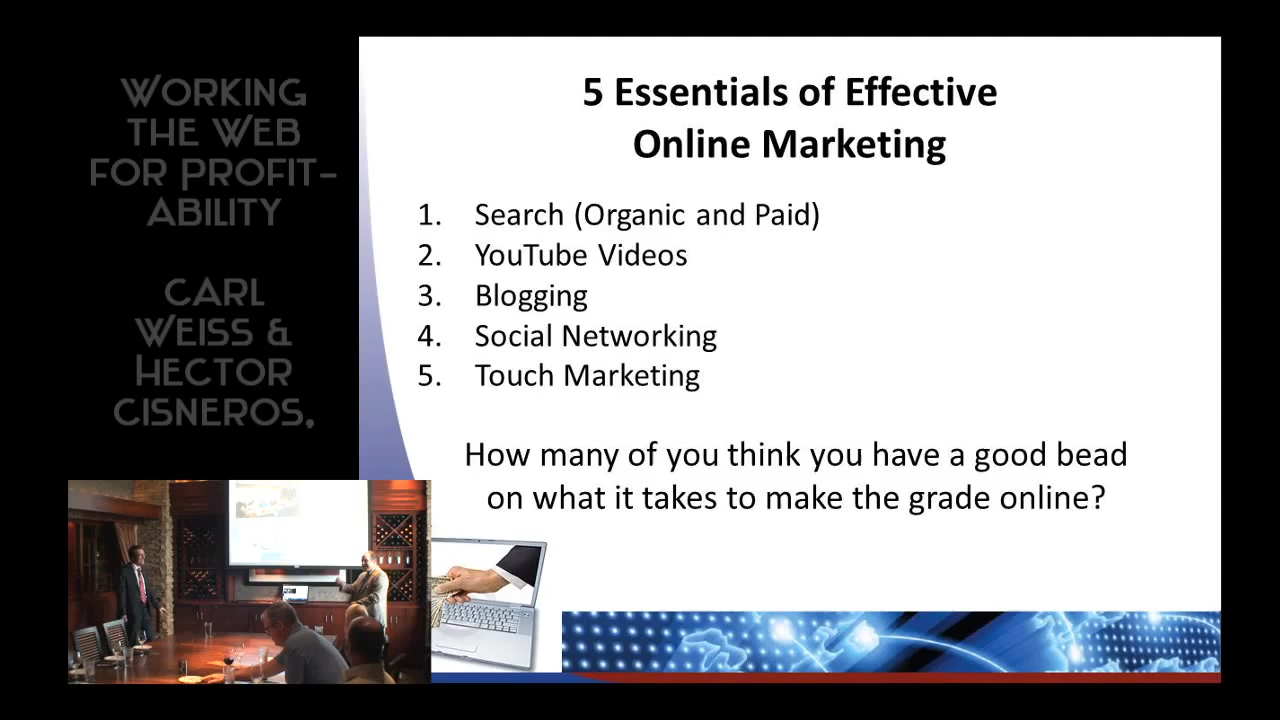 WORKING
THE WEB
FOR PROFIT-
ABILITY
CARL
WEISS &
HECTOR
CISNEROS,
5 Essentials of Effective
Online Marketing
1. Search (Organic and Paid)
2. YouTube Videos
3. Blogging
4. Social Networking
5. Touch Marketing
How many of you think you have a good bead
on what it takes to make the grade online?